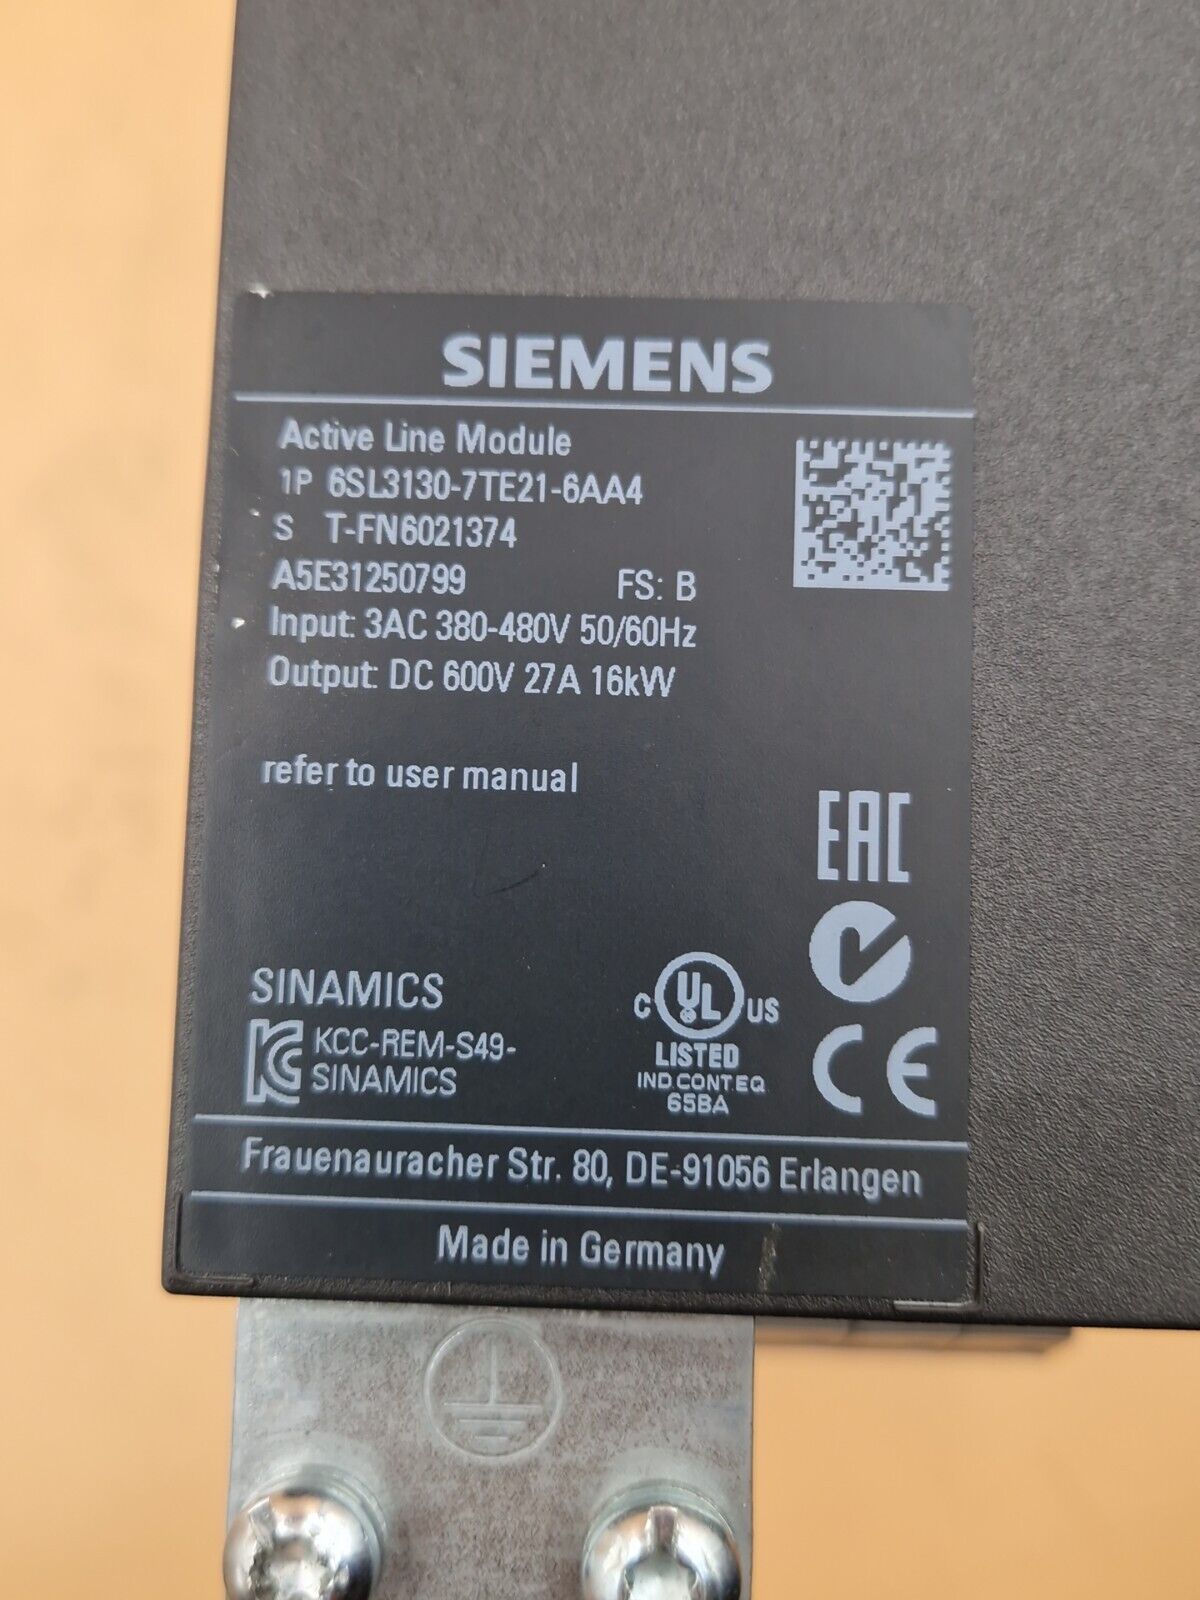 SIEMENS
Active Line Module
1P 6SL3130-7TE21-6AA4
S T-FN6021374
A5E31250799 FS: B
Input: 3AC 380-480V 50/60Hz
Output: DC 600V 27A 16kW
refer to user manual
EAC
SINAMICS
KC KCC-REM-S49-
SINAMICS
C UL US
LISTED
IND.CONT.EQ
65BA
CE
Frauenauracher Str. 80, DE-91056 Erlangen
Made in Germany